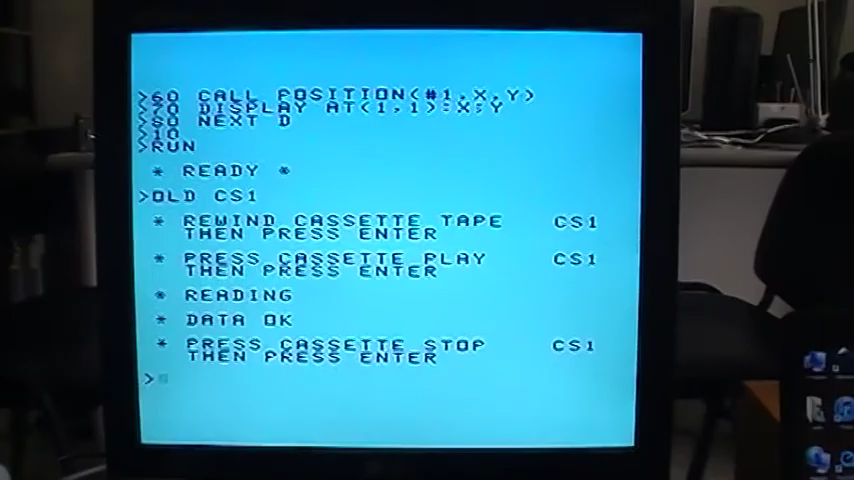 >60 CALL POSITION(#1,X,Y)
>70 DISPLAY AT(1,1):X;Y
>80 NEXT D
>10
>RUN
* READY *
>OLD CS1
* REWIND CASSETTE TAPE CS1
THEN PRESS ENTER
* PRESS CASSETTE PLAY CS1
THEN PRESS ENTER
* READING
* DATA OK
* PRESS CASSETTE STOP CS1
THEN PRESS ENTER
>